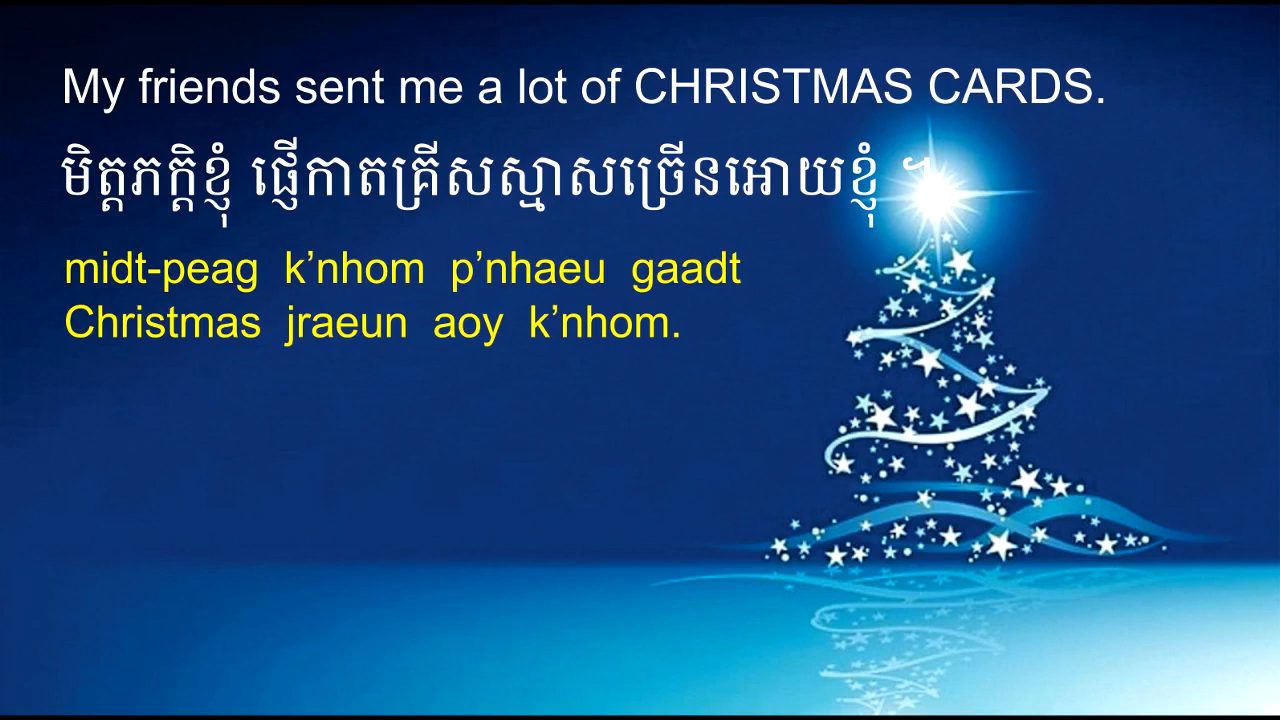 My friends sent me a lot of CHRISTMAS CARDS.
មិត្តភក្តិខ្ញុំ ផ្ញើកាតគ្រីសស្មាសច្រើនអោយខ្ញុំ ។
midt-peag k’nhom p’nhaeu gaadt
Christmas jraeun aoy k’nhom.